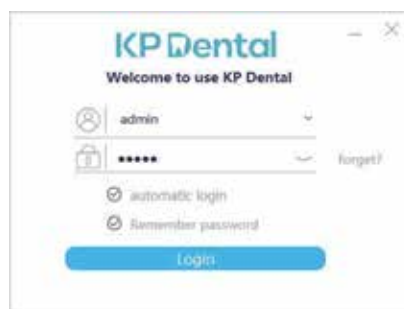 KP Dental
Welcome to use KP Dental
admin
•••••
forget?
automatic login
Remember password
Login